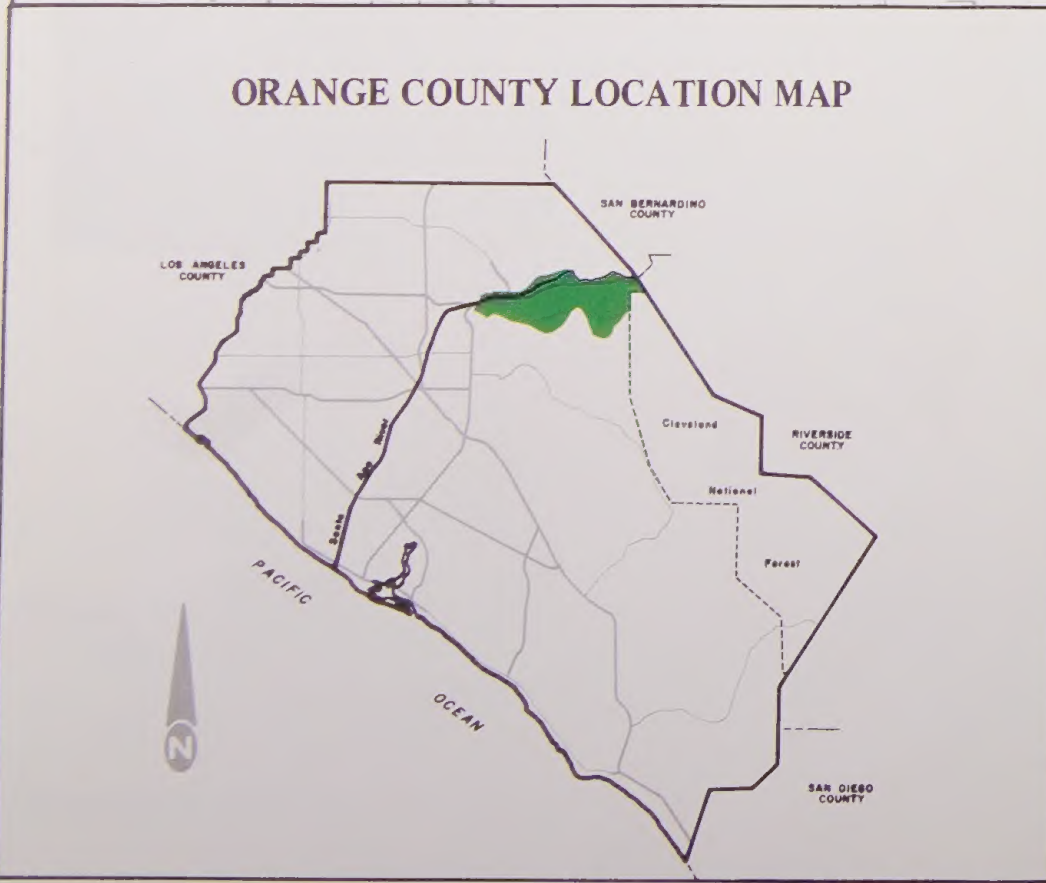 ORANGE COUNTY LOCATION MAP
SAN BERNARDINO
COUNTY
LOS ANGELES
COUNTY
Cleveland
RIVERSIDE
COUNTY
National
Santa Ana River
Forest
PACIFIC
OCEAN
N
SAN DIEGO
COUNTY